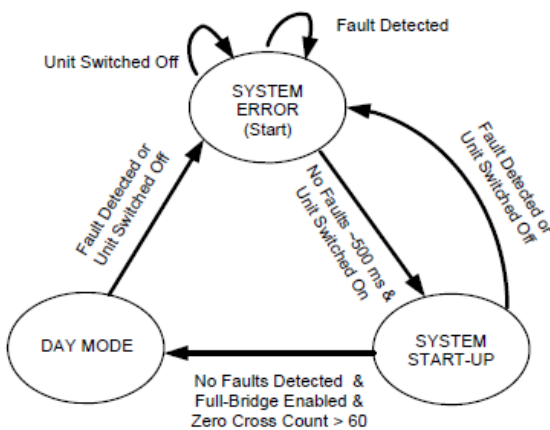 Fault Detected
Unit Switched Off
SYSTEM
ERROR
(Start)
Fault Detected or
Unit Switched Off
No Faults ~500 ms &
Unit Switched On
Fault Detected or
Unit Switched Off
DAY MODE
SYSTEM
START-UP
No Faults Detected &
Full-Bridge Enabled &
Zero Cross Count > 60